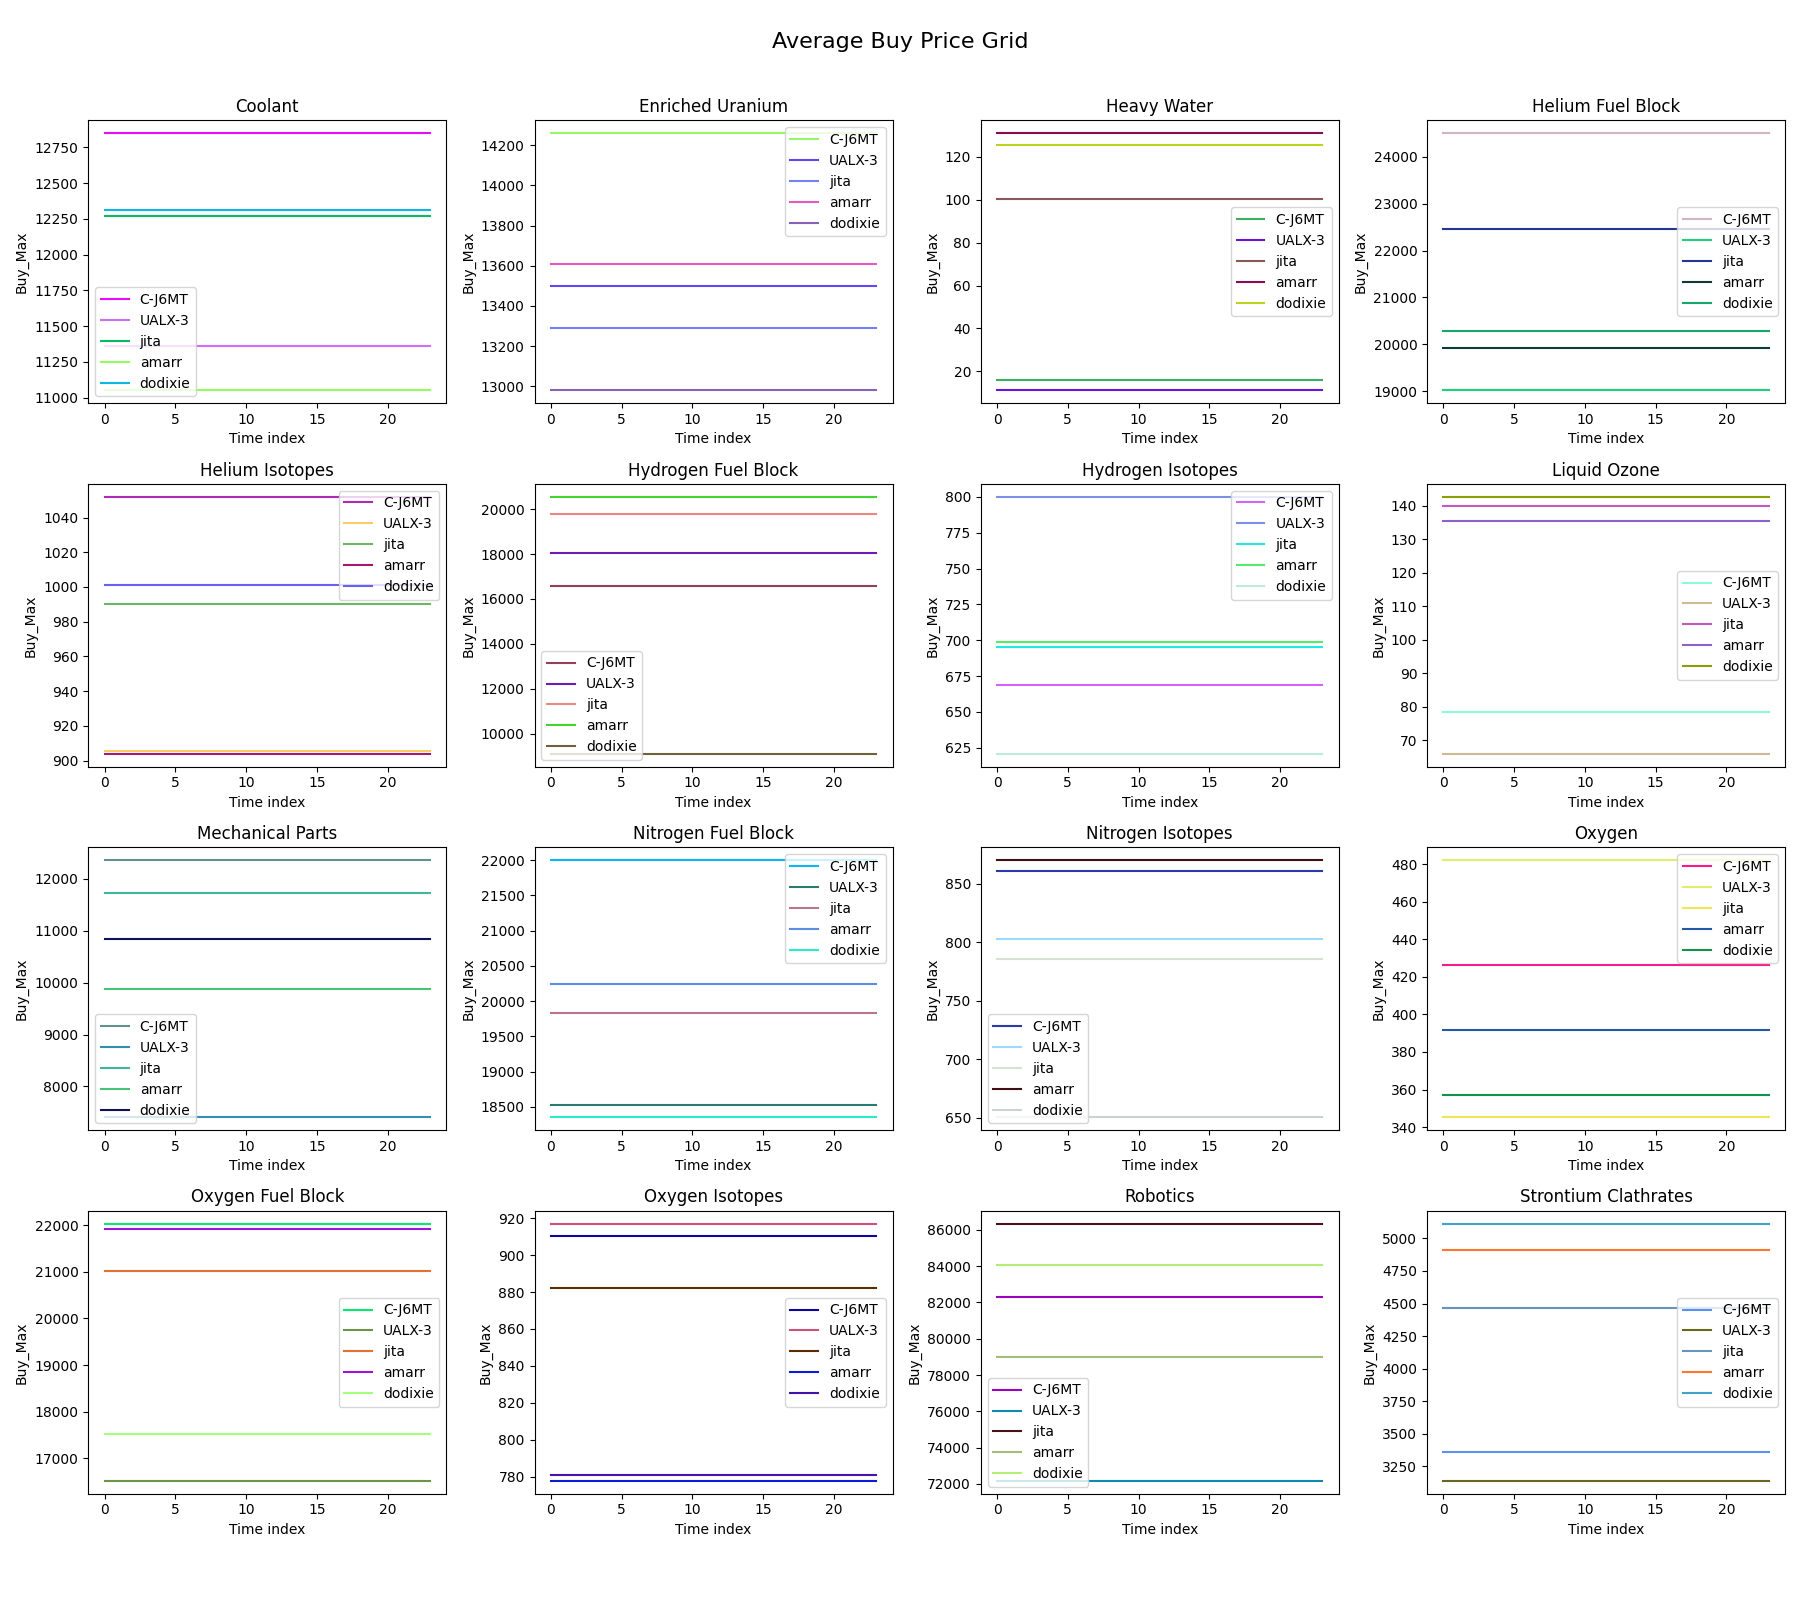 Average Buy Price Grid
Coolant
Buy_Max
12750
12500
12250
12000
11750
11500
11250
11000
C-J6MT
UALX-3
jita
amarr
dodixie
0 5 10 15 20
Time index
Enriched Uranium
Buy_Max
14200
14000
13800
13600
13400
13200
13000
C-J6MT
UALX-3
jita
amarr
dodixie
0 5 10 15 20
Time index
Heavy Water
Buy_Max
120
100
80
60
40
20
C-J6MT
UALX-3
jita
amarr
dodixie
0 5 10 15 20
Time index
Helium Fuel Block
Buy_Max
24000
23000
22000
21000
20000
19000
C-J6MT
UALX-3
jita
amarr
dodixie
0 5 10 15 20
Time index
Helium Isotopes
Buy_Max
1040
1020
1000
980
960
940
920
900
C-J6MT
UALX-3
jita
amarr
dodixie
0 5 10 15 20
Time index
Hydrogen Fuel Block
Buy_Max
20000
18000
16000
14000
12000
10000
C-J6MT
UALX-3
jita
amarr
dodixie
0 5 10 15 20
Time index
Hydrogen Isotopes
Buy_Max
800
775
750
725
700
675
650
625
C-J6MT
UALX-3
jita
amarr
dodixie
0 5 10 15 20
Time index
Liquid Ozone
Buy_Max
140
130
120
110
100
90
80
70
C-J6MT
UALX-3
jita
amarr
dodixie
0 5 10 15 20
Time index
Mechanical Parts
Buy_Max
12000
11000
10000
9000
8000
C-J6MT
UALX-3
jita
amarr
dodixie
0 5 10 15 20
Time index
Nitrogen Fuel Block
Buy_Max
22000
21500
21000
20500
20000
19500
19000
18500
C-J6MT
UALX-3
jita
amarr
dodixie
0 5 10 15 20
Time index
Nitrogen Isotopes
Buy_Max
850
800
750
700
650
C-J6MT
UALX-3
jita
amarr
dodixie
0 5 10 15 20
Time index
Oxygen
Buy_Max
480
460
440
420
400
380
360
340
C-J6MT
UALX-3
jita
amarr
dodixie
0 5 10 15 20
Time index
Oxygen Fuel Block
Buy_Max
22000
21000
20000
19000
18000
17000
C-J6MT
UALX-3
jita
amarr
dodixie
0 5 10 15 20
Time index
Oxygen Isotopes
Buy_Max
920
900
880
860
840
820
800
780
C-J6MT
UALX-3
jita
amarr
dodixie
0 5 10 15 20
Time index
Robotics
Buy_Max
86000
84000
82000
80000
78000
76000
74000
72000
C-J6MT
UALX-3
jita
amarr
dodixie
0 5 10 15 20
Time index
Strontium Clathrates
Buy_Max
5000
4750
4500
4250
4000
3750
3500
3250
C-J6MT
UALX-3
jita
amarr
dodixie
0 5 10 15 20
Time index